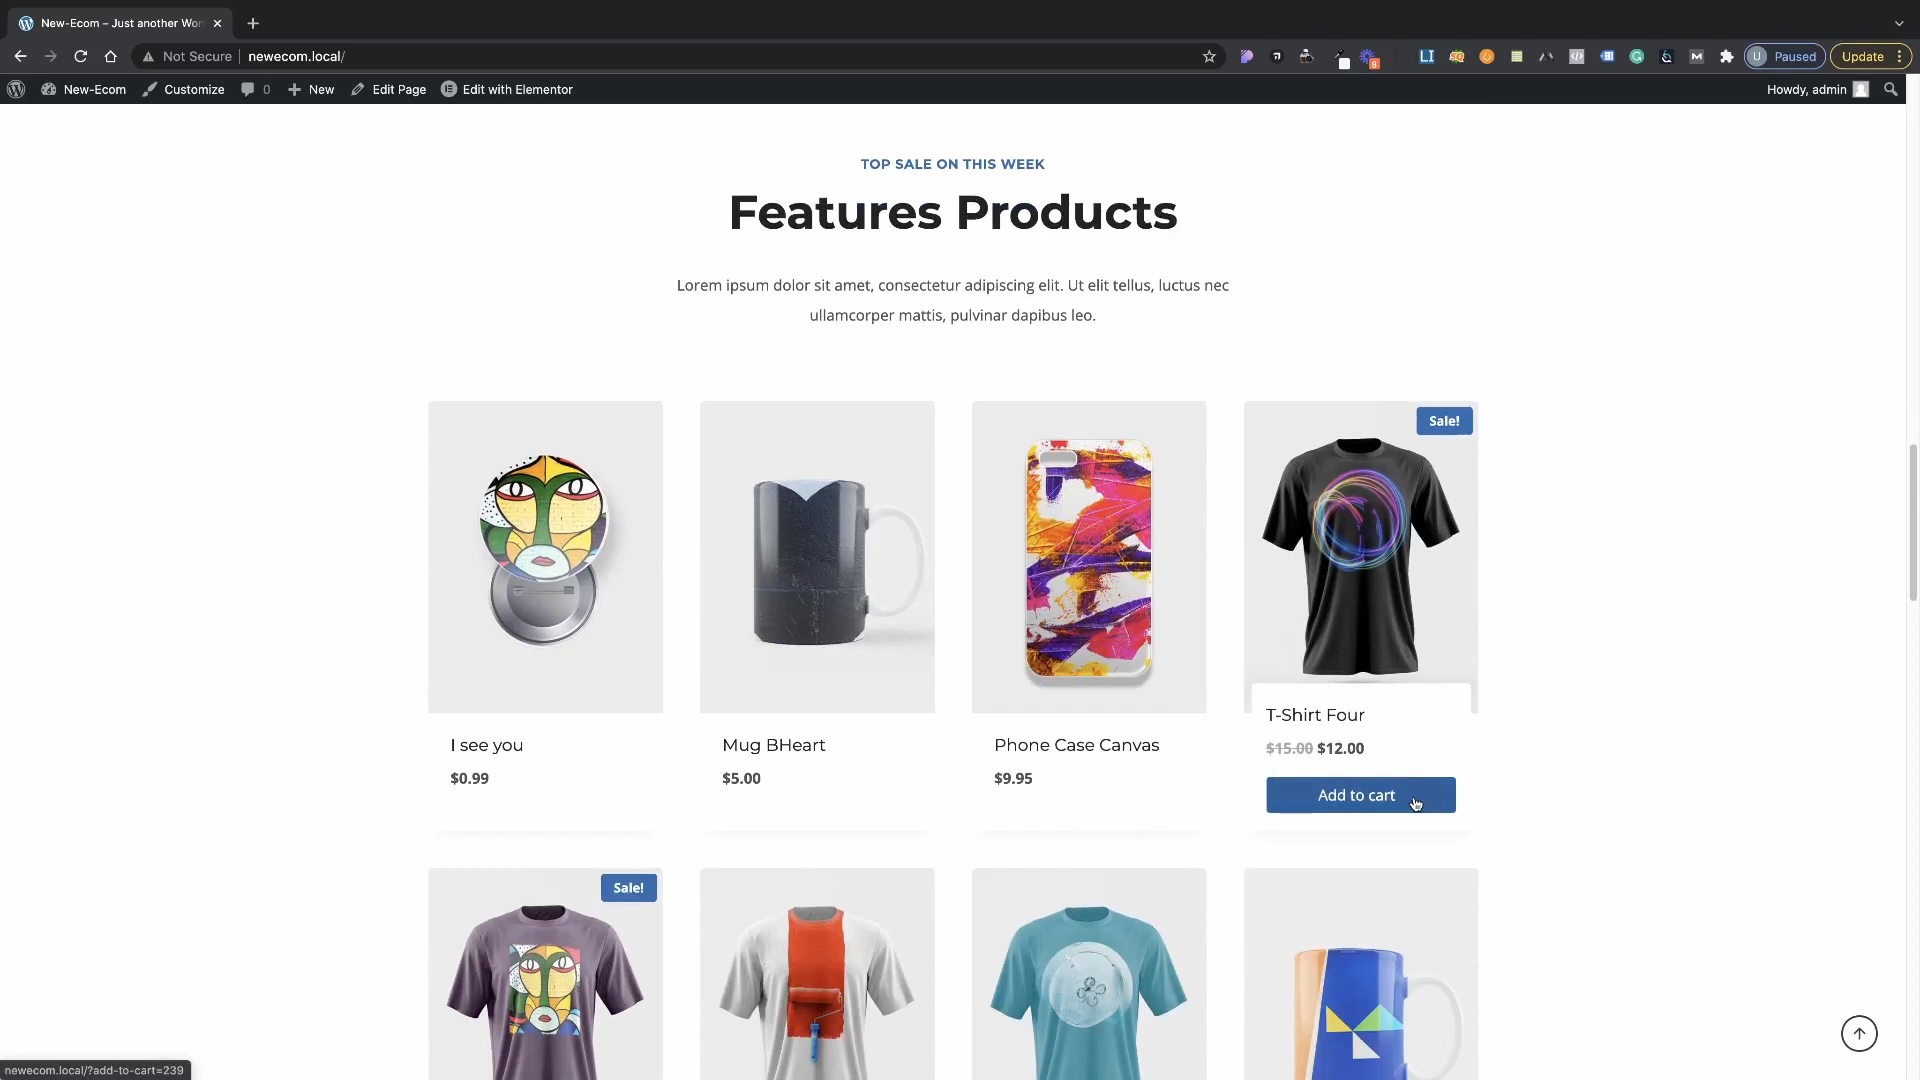 New-Ecom – Just another Wor
Not Secure newecom.local/
8
LI
U Paused
Update
New-Ecom Customize 0 New Edit Page Edit with Elementor
Howdy, admin
TOP SALE ON THIS WEEK
Features Products
Lorem ipsum dolor sit amet, consectetur adipiscing elit. Ut elit tellus, luctus nec
ullamcorper mattis, pulvinar dapibus leo.
Sale!
I see you
$0.99
Mug BHeart
$5.00
Phone Case Canvas
$9.95
T-Shirt Four
$15.00 $12.00
Add to cart
Sale!
newecom.local/?add-to-cart=239